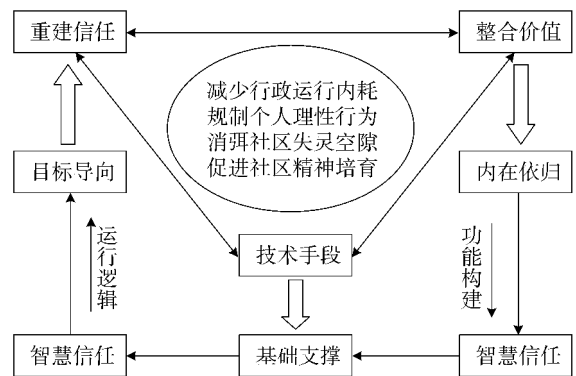 重建信任
整合价值
减少行政运行内耗
规制个人理性行为
消弭社区失灵空隙
促进社区精神培育
目标导向
内在依归
运行逻辑
技术手段
功能构建
智慧信任
基础支撑
智慧信任